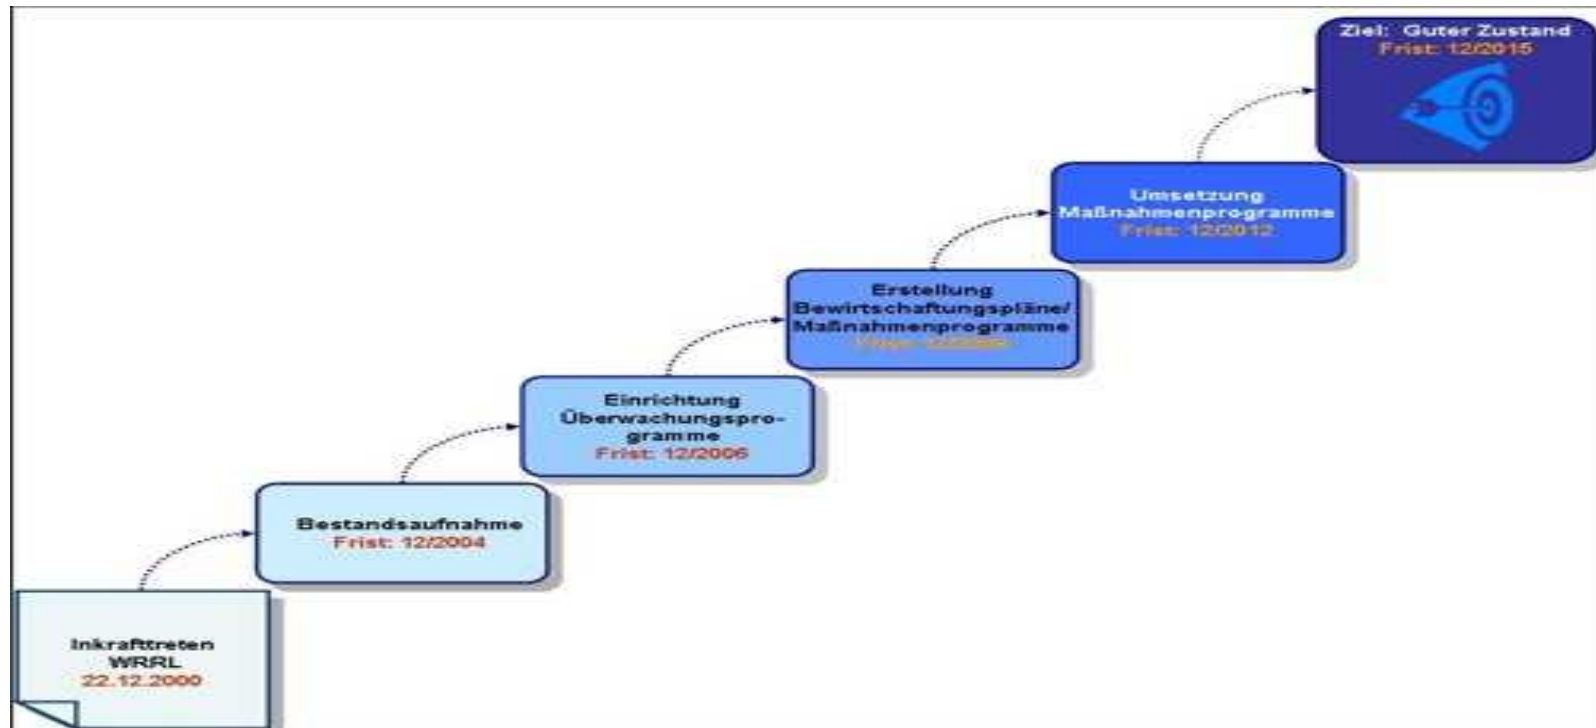 Ziel: Guter Zustand
Frist: 12/2015
Umsetzung
Maßnahmenprogramme
Frist: 12/2012
Erstellung
Bewirtschaftungspläne/
Maßnahmenprogramme
Frist:
Einrichtung
Überwachungspro-
gramme
Frist: 12/2006
Bestandsaufnahme
Frist: 12/2004
Inkrafttreten
WRRL
22.12.2000